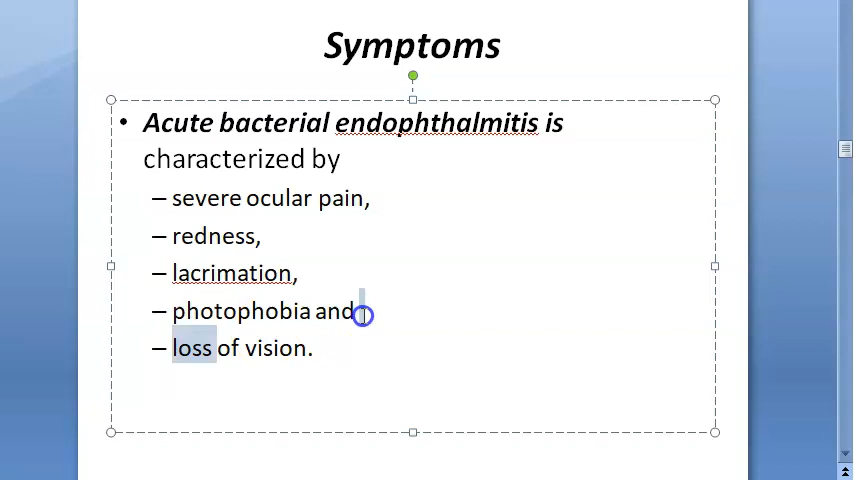 Symptoms
• Acute bacterial endophthalmitis is
characterized by
– severe ocular pain,
– redness,
– lacrimation,
– photophobia and
– loss of vision.